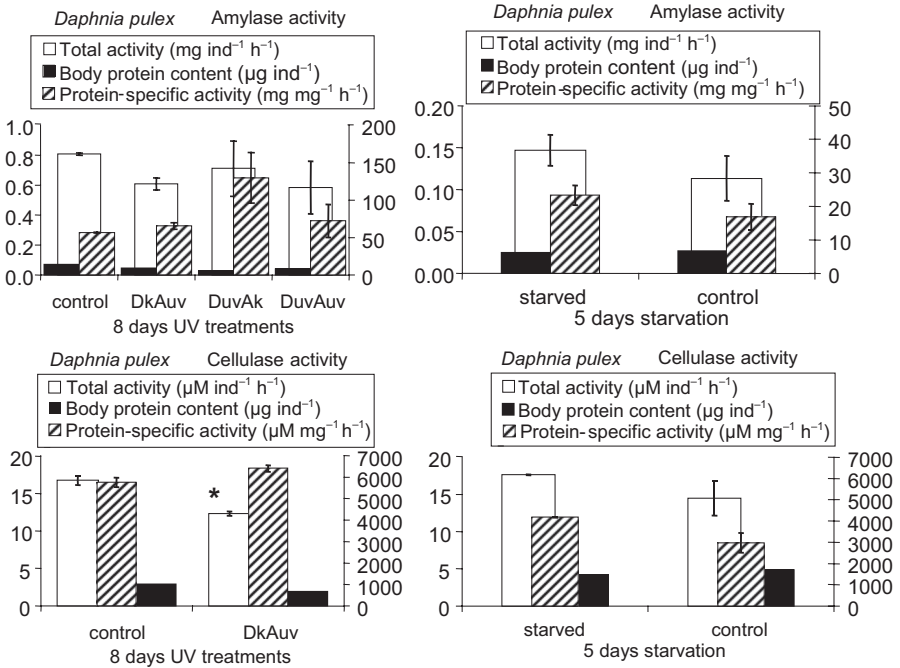 Daphnia pulex Amylase activity
Total activity (mg ind⁻¹ h⁻¹)
Body protein content (µg ind⁻¹)
Protein-specific activity (mg mg⁻¹ h⁻¹)
1.0
0.8
0.6
0.4
0.2
0.0
200
150
100
50
0
control DkAuv DuvAk DuvAuv
8 days UV treatments
Daphnia pulex Amylase activity
Total activity (mg ind⁻¹ h⁻¹)
Body protein content (µg ind⁻¹)
Protein-specific activity (mg mg⁻¹ h⁻¹)
0.20
0.15
0.10
0.05
0.00
50
40
30
20
10
0
starved control
5 days starvation
Daphnia pulex Cellulase activity
Total activity (µM ind⁻¹ h⁻¹)
Body protein content (µg ind⁻¹)
Protein-specific activity (µM mg⁻¹ h⁻¹)
20
15
10
5
0
*
7000
6000
5000
4000
3000
2000
1000
0
control DkAuv
8 days UV treatments
Daphnia pulex Cellulase activity
Total activity (µM ind⁻¹ h⁻¹)
Body protein content (µg ind⁻¹)
Protein-specific activity (µM mg⁻¹ h⁻¹)
20
15
10
5
0
7000
6000
5000
4000
3000
2000
1000
0
starved control
5 days starvation